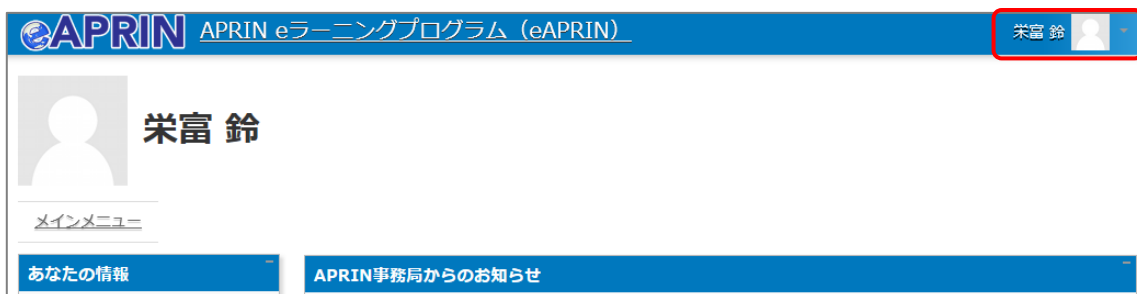 eAPRIN APRIN eラーニングプログラム（eAPRIN）
栄富 鈴
栄富 鈴
メインメニュー
あなたの情報
APRIN事務局からのお知らせ